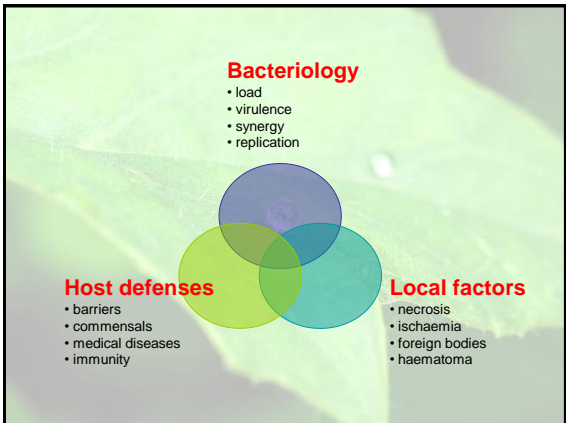 Bacteriology
• load
• virulence
• synergy
• replication
Host defenses
• barriers
• commensals
• medical diseases
• immunity
Local factors
• necrosis
• ischaemia
• foreign bodies
• haematoma